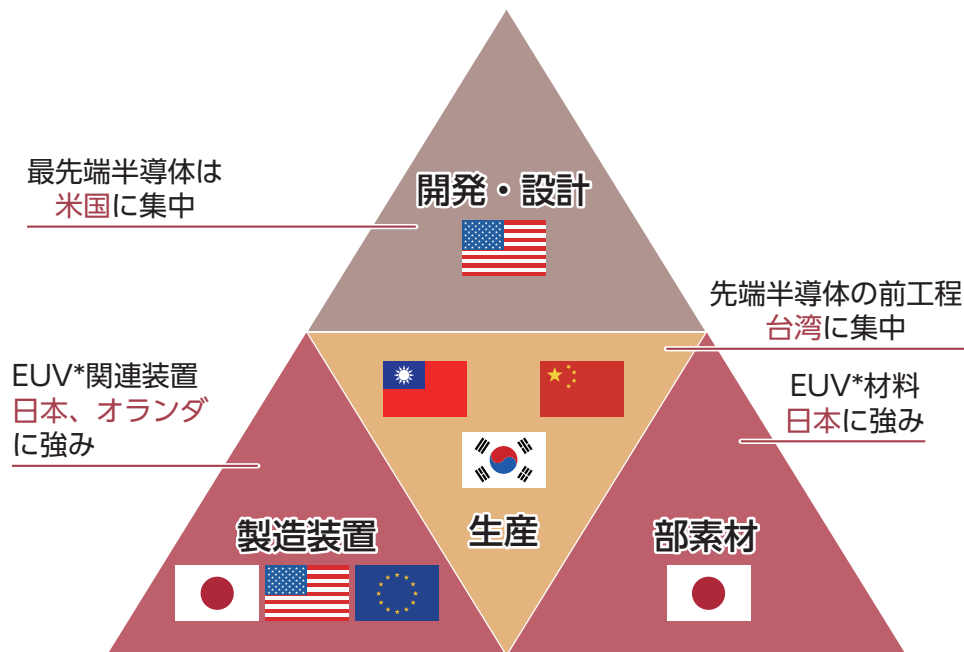 最先端半導体は
米国に集中
開発・設計
先端半導体の前工程
台湾に集中
EUV*関連装置
日本、オランダ
に強み
EUV*材料
日本に強み
製造装置
生産
部素材